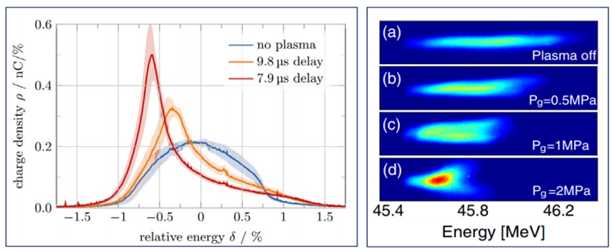 0.6
0.4
0.2
0.0
charge density ρ / nC/%
no plasma
9.8 µs delay
7.9 µs delay
−1.5 −1.0 −0.5 0 0.5 1.0 1.5
relative energy δ / %
(a)
Plasma off
(b)
Pg=0.5MPa
(c)
Pg=1MPa
(d)
Pg=2MPa
45.4 45.8 46.2
Energy [MeV]